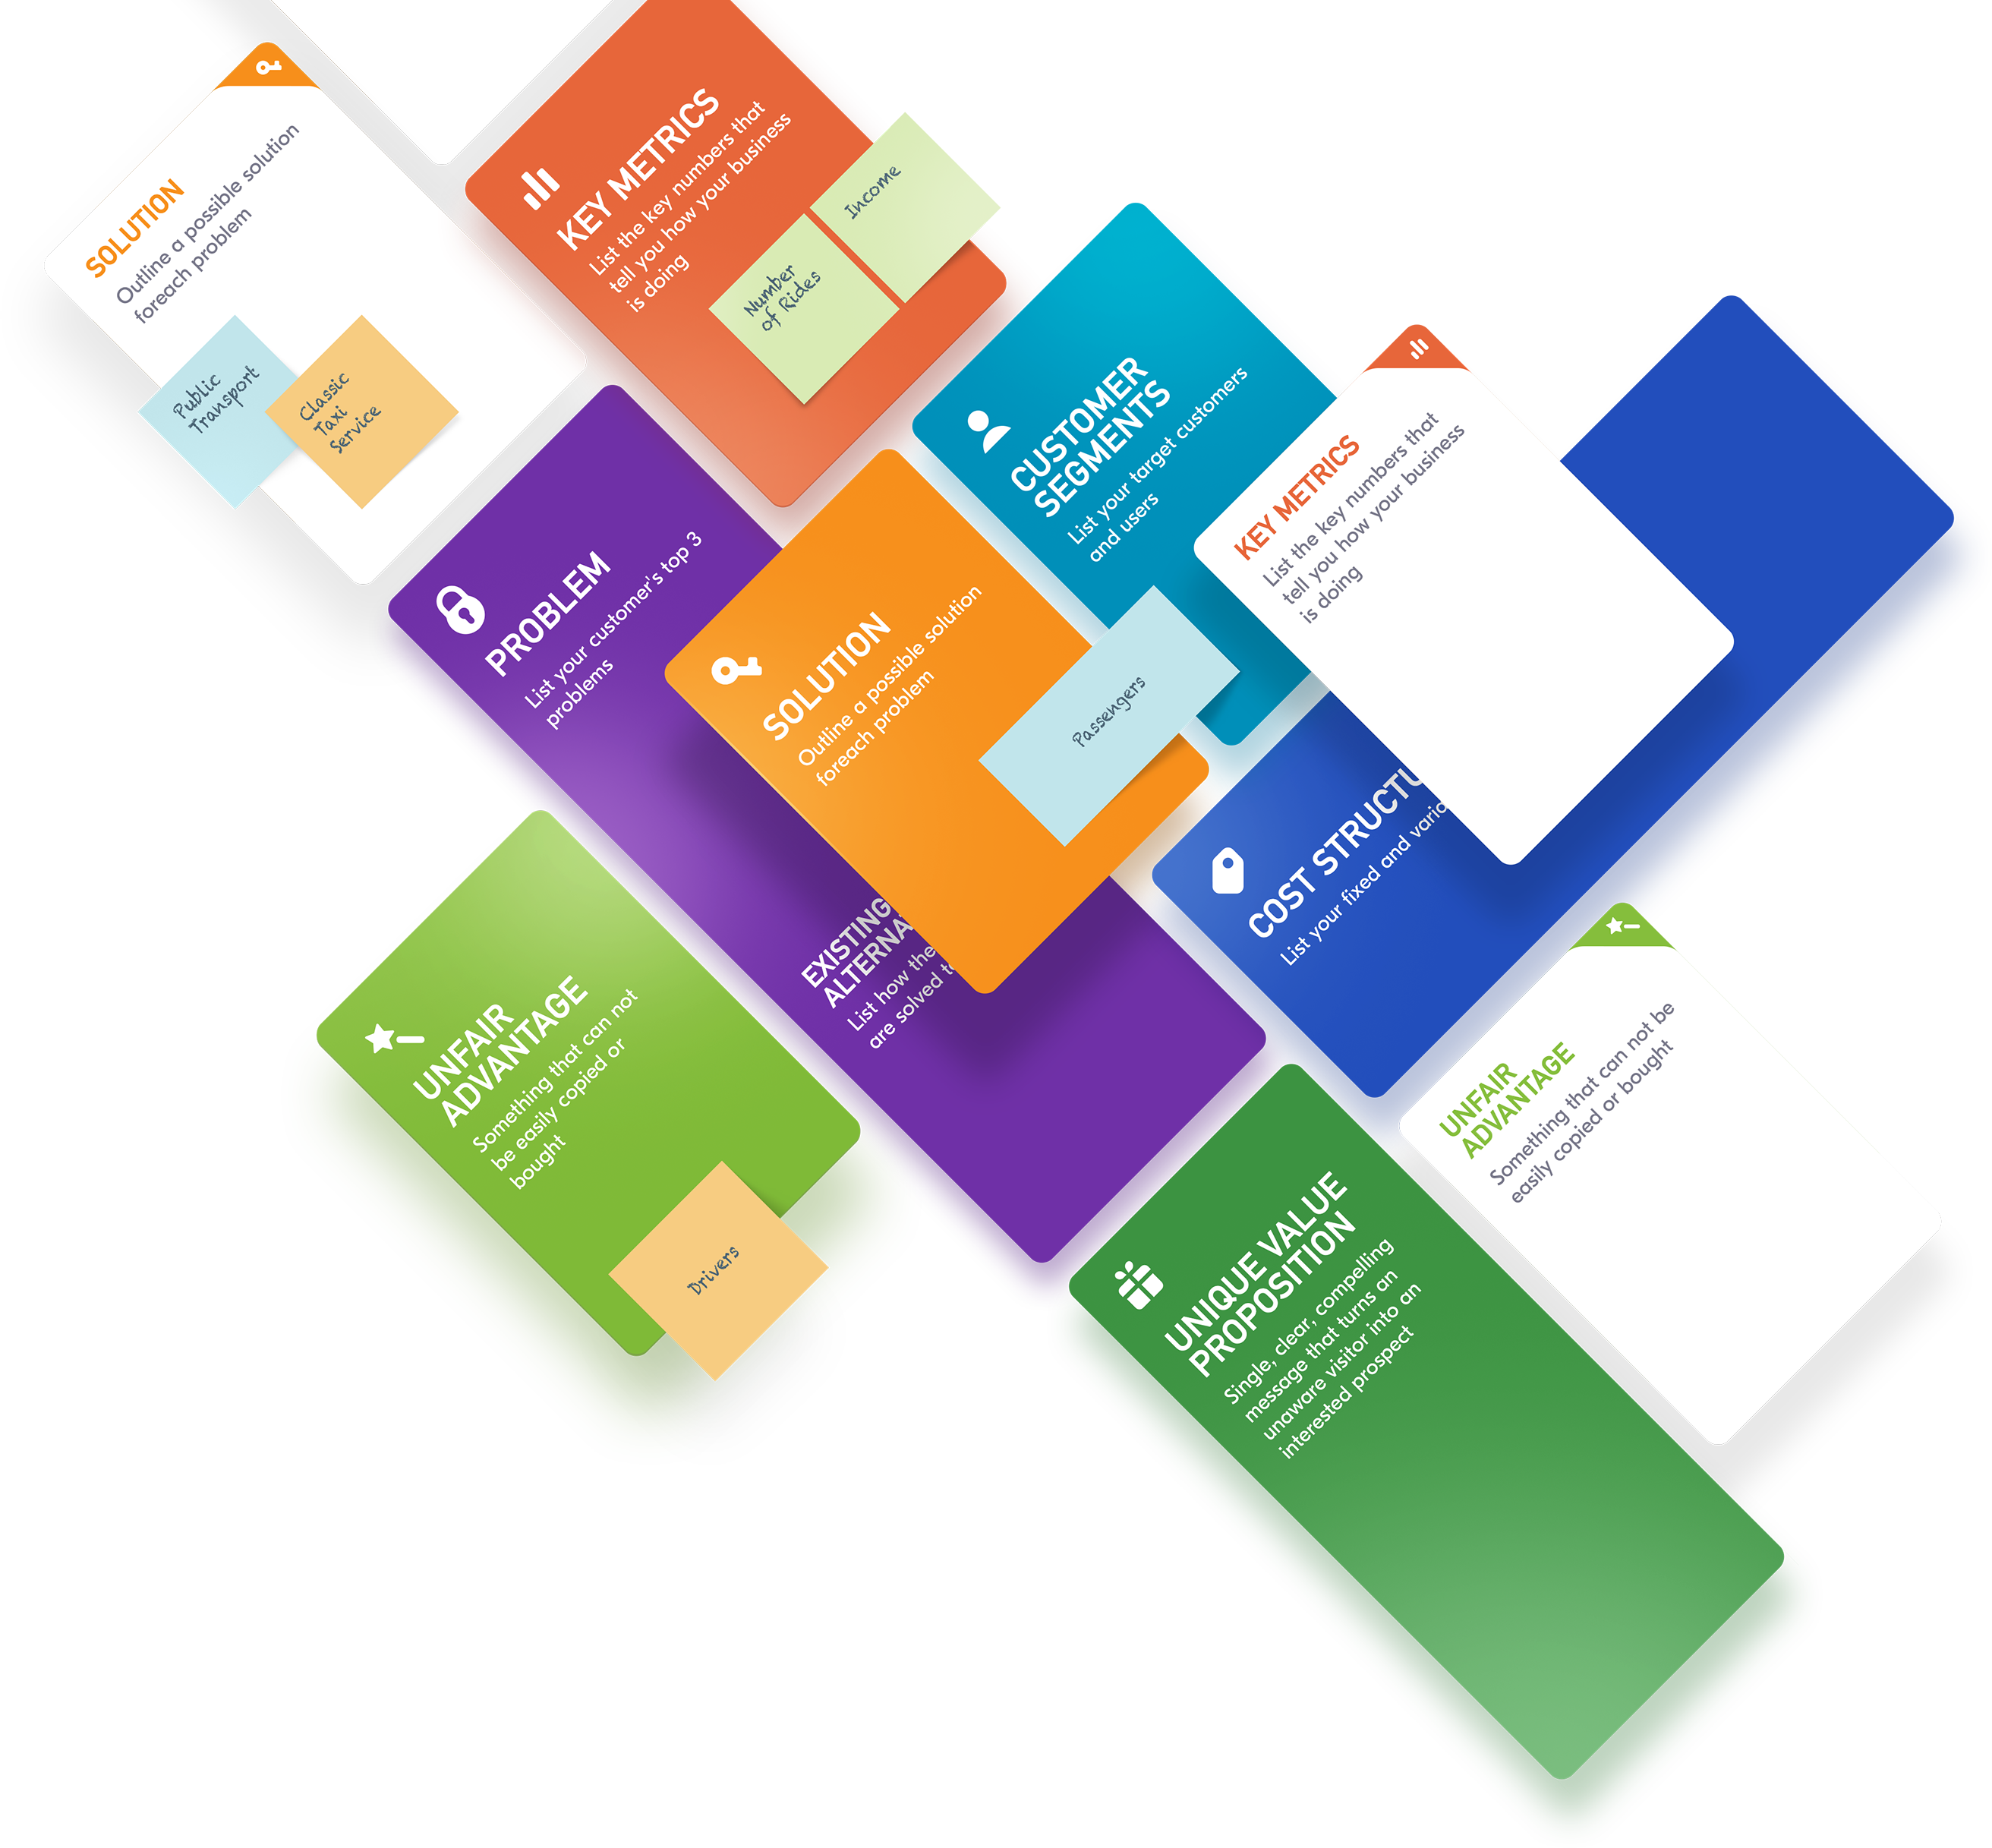 SOLUTION
Outline a possible solution
foreach problem
Public
Transport
Classic
Taxi
Service
KEY METRICS
List the key numbers that
tell you how your business
is doing
Number
of Rides
Income
CUSTOMER
SEGMENTS
List your target customers
and users
KEY METRICS
List the key numbers that
tell you how your business
is doing
PROBLEM
List your customer's top 3
problems
SOLUTION
Outline a possible solution
foreach problem
Passengers
EXISTING
List how
are solved
List your fixed and
COST
UNFAIR
ADVANTAGE
Something that can not
be easily copied or
bought
Drivers
UNIQUE VALUE
PROPOSITION
Single, clear, compelling
message that turns an
unaware visitor into an
interested prospect
UNFAIR
ADVANTAGE
Something that can not be
easily copied or bought